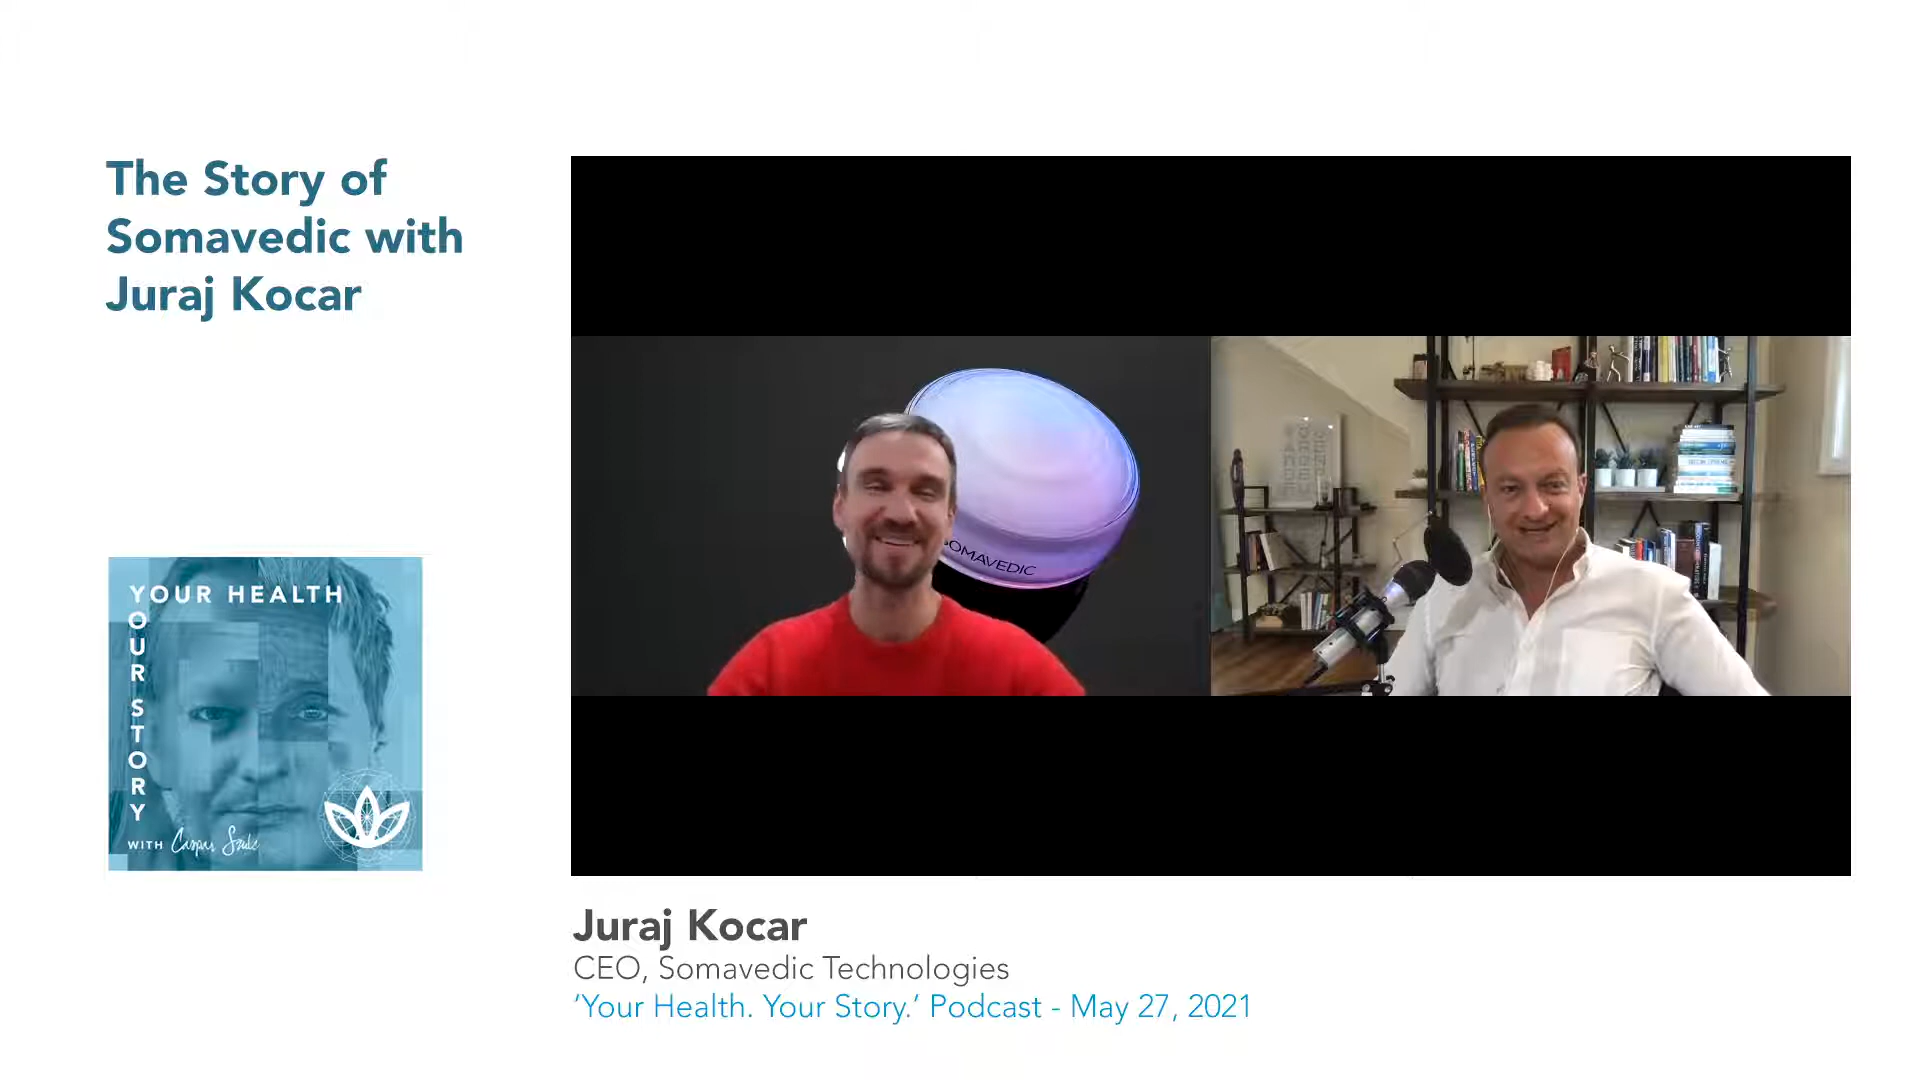 The Story of
Somavedic with
Juraj Kocar
SOMAVEDIC
YOUR HEALTH
YOUR STORY
WITH Caspar Szulc
Juraj Kocar
CEO, Somavedic Technologies
‘Your Health. Your Story.’ Podcast - May 27, 2021